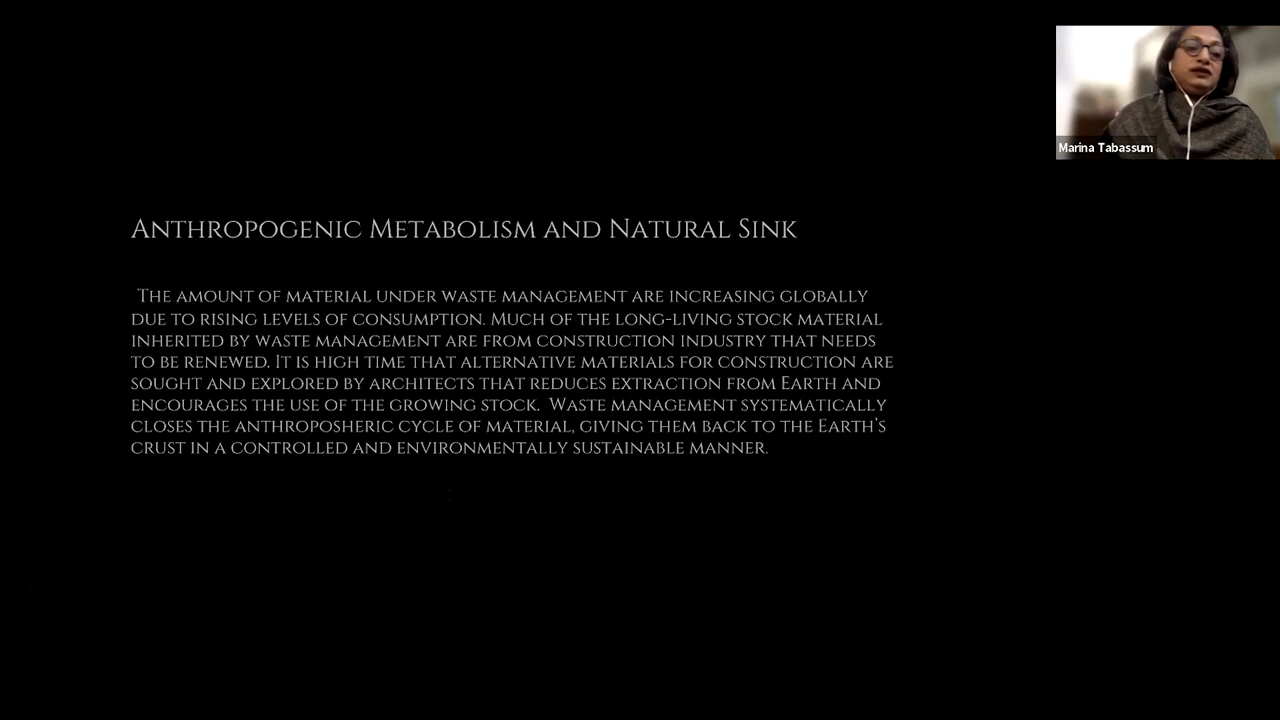 Marina Tabassum
Anthropogenic Metabolism and Natural Sink
The amount of material under waste management are increasing globally
due to rising levels of consumption. Much of the long-living stock material
inherited by waste management are from construction industry that needs
to be renewed. It is high time that alternative materials for construction are
sought and explored by architects that reduces extraction from Earth and
encourages the use of the growing stock. Waste management systematically
closes the anthroposheric cycle of material, giving them back to the Earth's
crust in a controlled and environmentally sustainable manner.